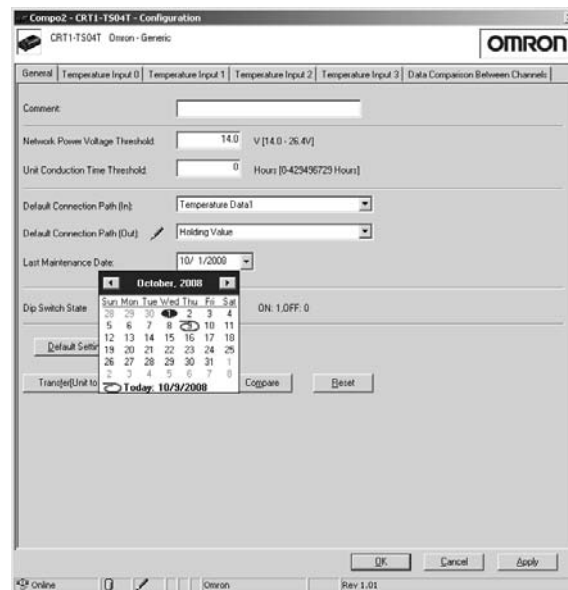 Compo2 - CRT1-TS04T - Configuration
CRT1-TS04T Omron - Generic
OMRON
General Temperature Input 0 Temperature Input 1 Temperature Input 2 Temperature Input 3 Data Comparison Between Channels
Comment:
Network Power Voltage Threshold: 14.0 V [14.0 - 26.4V]
Unit Conduction Time Threshold: 0 Hours [0-429496729 Hours]
Default Connection Path (In): Temperature Data1
Default Connection Path (Out): Holding Value
Last Maintenance Date: 10/ 1/2008
October, 2008
Sun Mon Tue Wed Thu Fri Sat
28 29 30 1 2 3 4
5 6 7 8 9 10 11
12 13 14 15 16 17 18
19 20 21 22 23 24 25
26 27 28 29 30 31 1
2 3 4 5 6 7 8
Today: 10/9/2008
Dip Switch State ON: 1,OFF: 0
Default Settin
Transfer[Unit to Compare Reset
OK Cancel Apply
Online Omron Rev 1.01